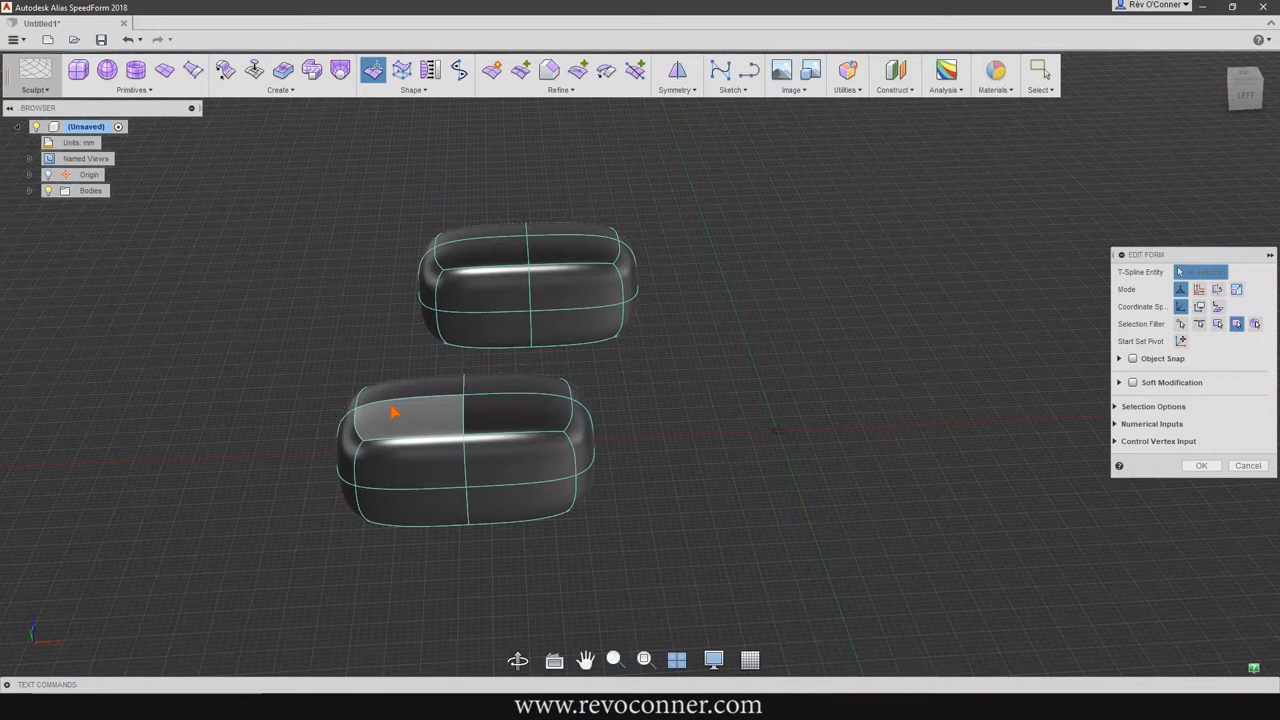 Autodesk Alias SpeedForm 2018
Rèv O'Conner
Untitled1*
Sculpt
Primitives
Create
Shape
Refine
Symmetry
Sketch
Image
Utilities
Construct
Analysis
Materials
Select
BROWSER
(Unsaved)
Units: mm
Named Views
Origin
Bodies
LEFT
EDIT FORM
T-Spline Entity
Mode
Coordinate Sp...
Selection Filter
Start Set Pivot
Object Snap
Soft Modification
Selection Options
Numerical Inputs
Control Vertex Input
OK
Cancel
TEXT COMMANDS
www.revoconner.com